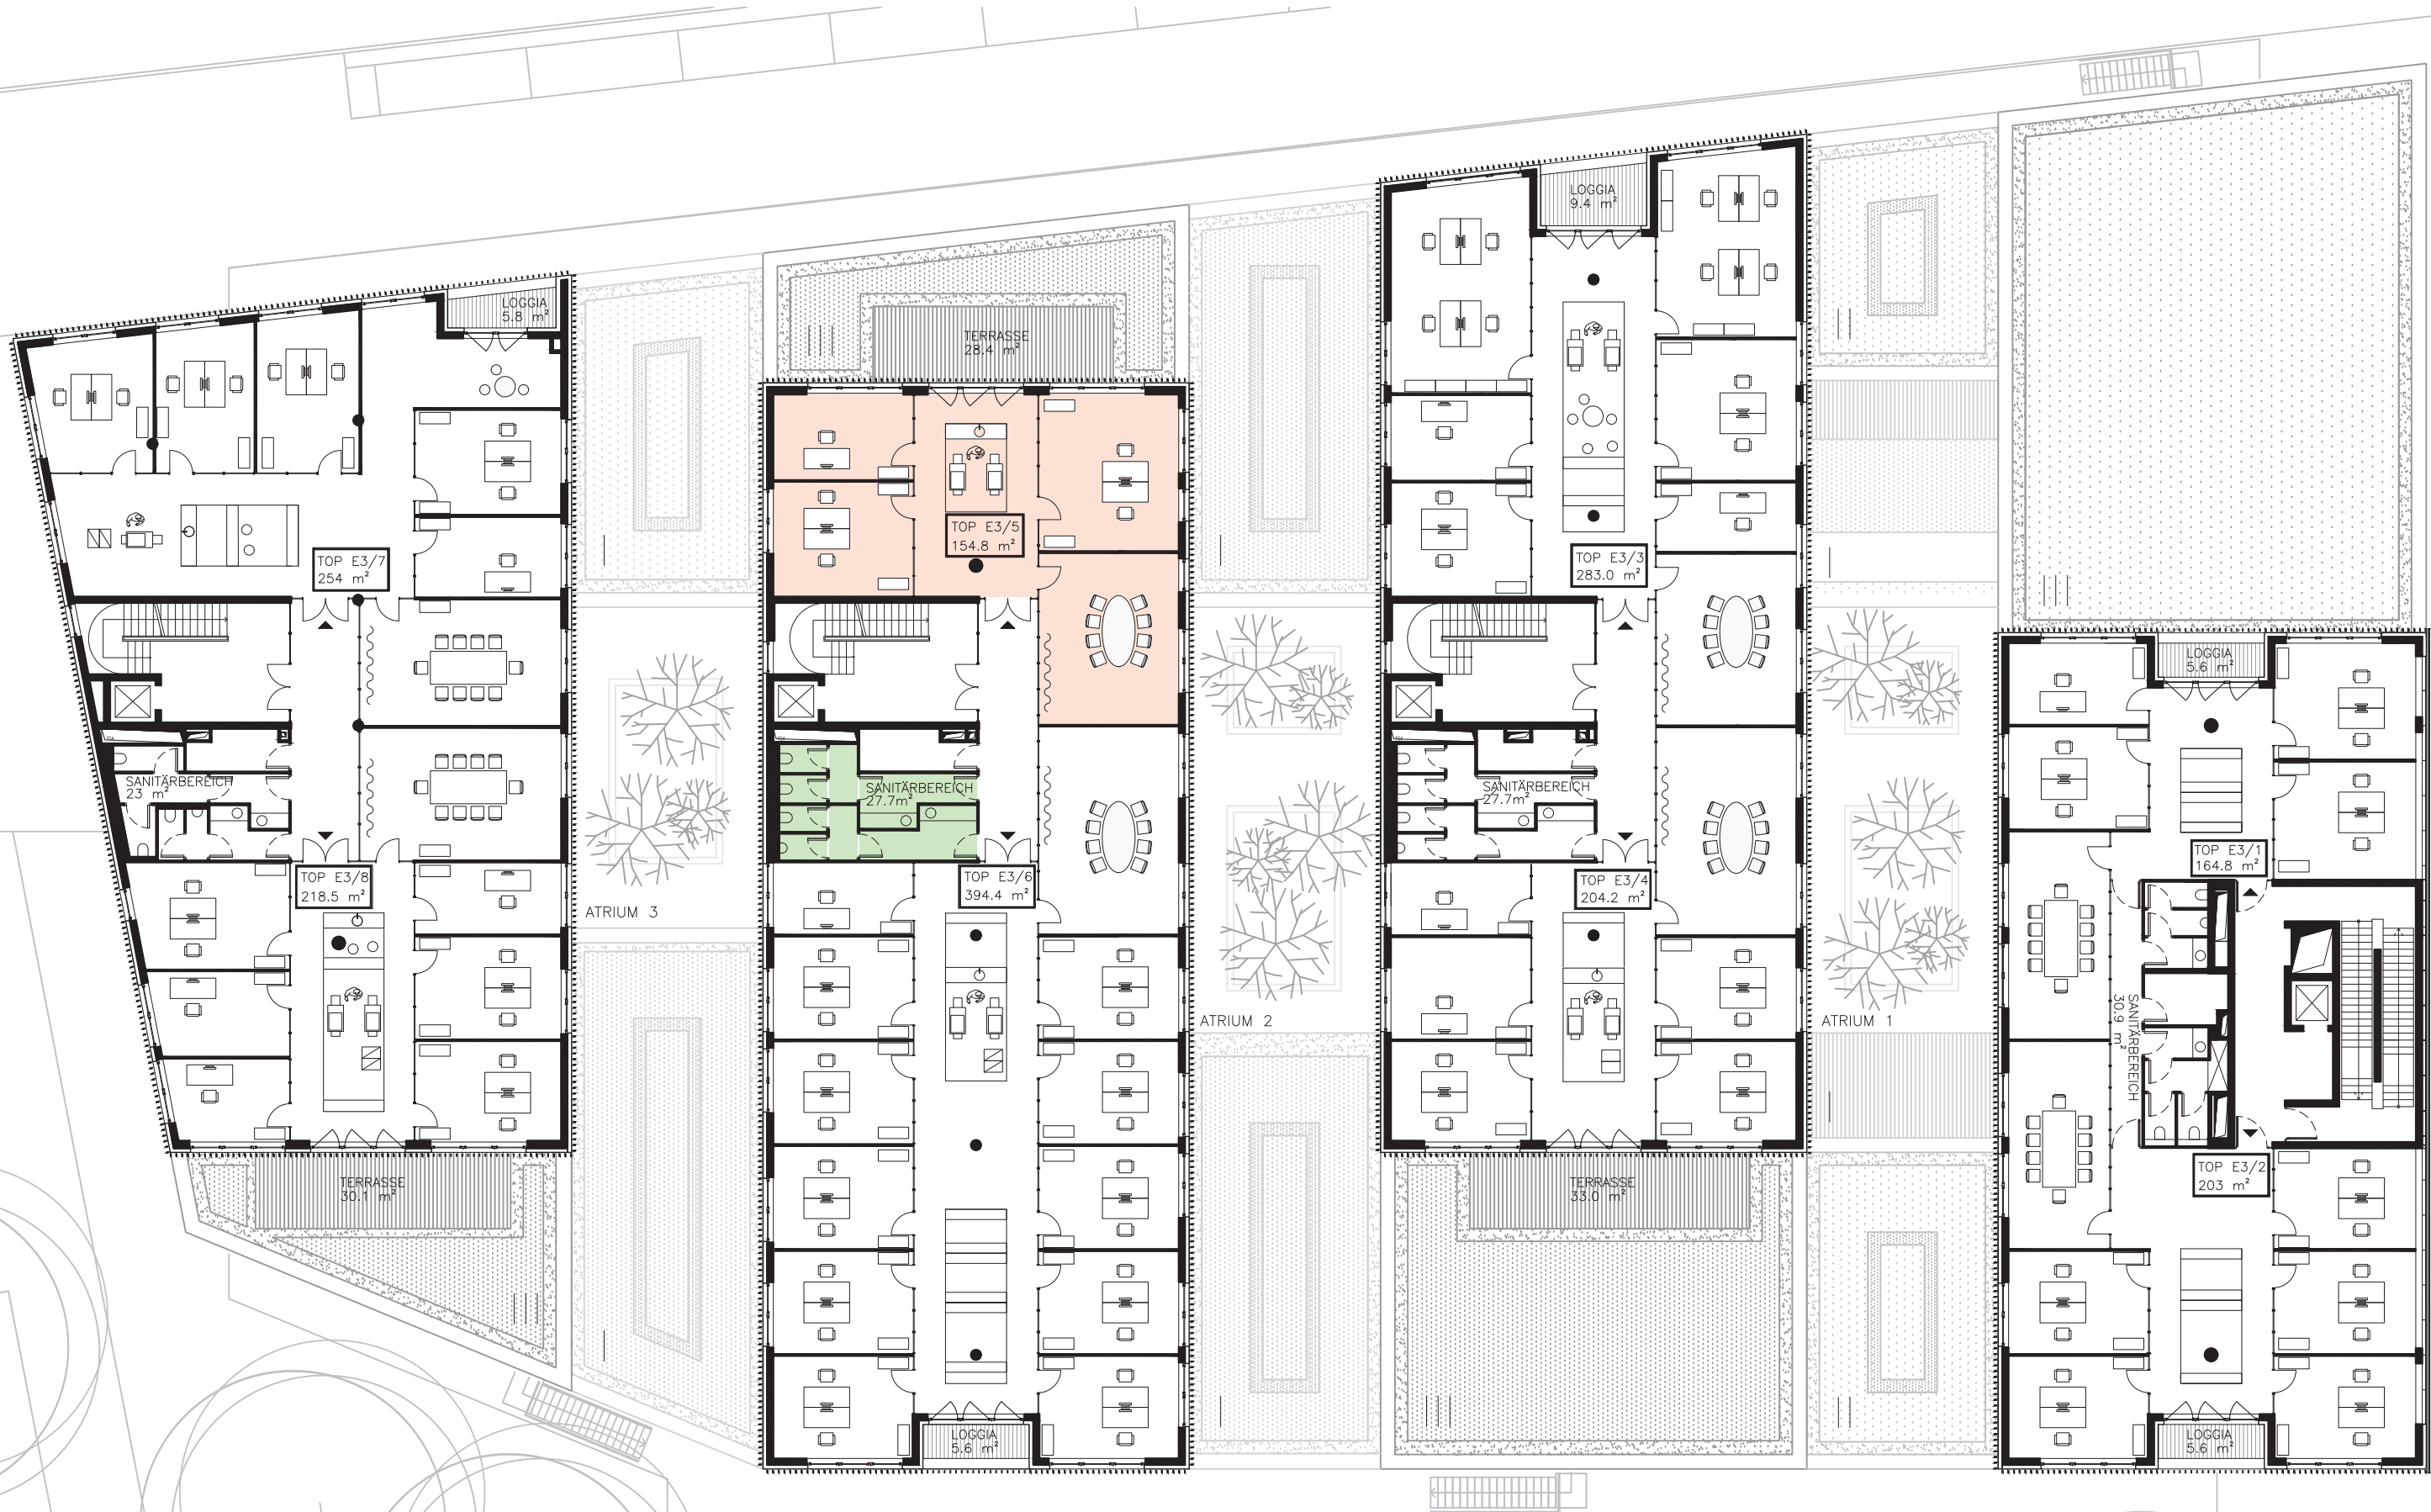 LOGGIA
9.4 m²
LOGGIA
5.8 m²
TERRASSE
28.4 m²
TOP E3/5
154.8 m²
TOP E3/7
254 m²
TOP E3/3
283.0 m²
LOGGIA
5.6 m²
SANITÄRBEREICH
23 m²
SANITÄRBEREICH
27.7m²
SANITÄRBEREICH
27.7m²
TOP E3/1
164.8 m²
TOP E3/8
218.5 m²
TOP E3/6
394.4 m²
TOP E3/4
204.2 m²
ATRIUM 3
ATRIUM 2
ATRIUM 1
SANITÄRBEREICH
30.9 m²
TERRASSE
30.1 m²
TERRASSE
33.0 m²
TOP E3/2
203 m²
LOGGIA
5.6 m²
LOGGIA
5.6 m²